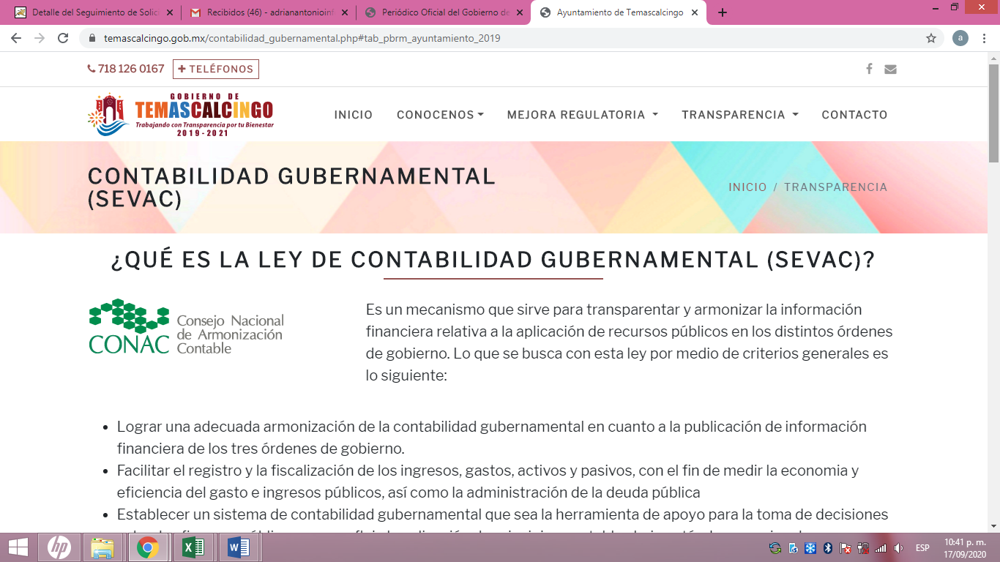 Detalle del Seguimiento de Solici
Recibidos (46) - adrianantonioinf
Periódico Oficial del Gobierno de
Ayuntamiento de Temascalcingo
temascalcingo.gob.mx/contabilidad_gubernamental.php#tab_pbrm_ayuntamiento_2019
a
718 126 0167
TELÉFONOS
GOBIERNO DE
TEMASCALCINGO
Trabajando con Transparencia por tu Bienestar
2019-2021
INICIO CONOCENOS MEJORA REGULATORIA TRANSPARENCIA CONTACTO
CONTABILIDAD GUBERNAMENTAL
(SEVAC)
INICIO / TRANSPARENCIA
¿QUÉ ES LA LEY DE CONTABILIDAD GUBERNAMENTAL (SEVAC)?
CONAC
Consejo Nacional
de Armonización
Contable
Es un mecanismo que sirve para transparentar y armonizar la información
financiera relativa a la aplicación de recursos públicos en los distintos órdenes
de gobierno. Lo que se busca con esta ley por medio de criterios generales es
lo siguiente:
• Lograr una adecuada armonización de la contabilidad gubernamental en cuanto a la publicación de información
financiera de los tres órdenes de gobierno.
• Facilitar el registro y la fiscalización de los ingresos, gastos, activos y pasivos, con el fin de medir la economia y
eficiencia del gasto e ingresos públicos, así como la administración de la deuda pública
• Establecer un sistema de contabilidad gubernamental que sea la herramienta de apoyo para la toma de decisiones
hp
ESP
10:41 p. m.
17/09/2020